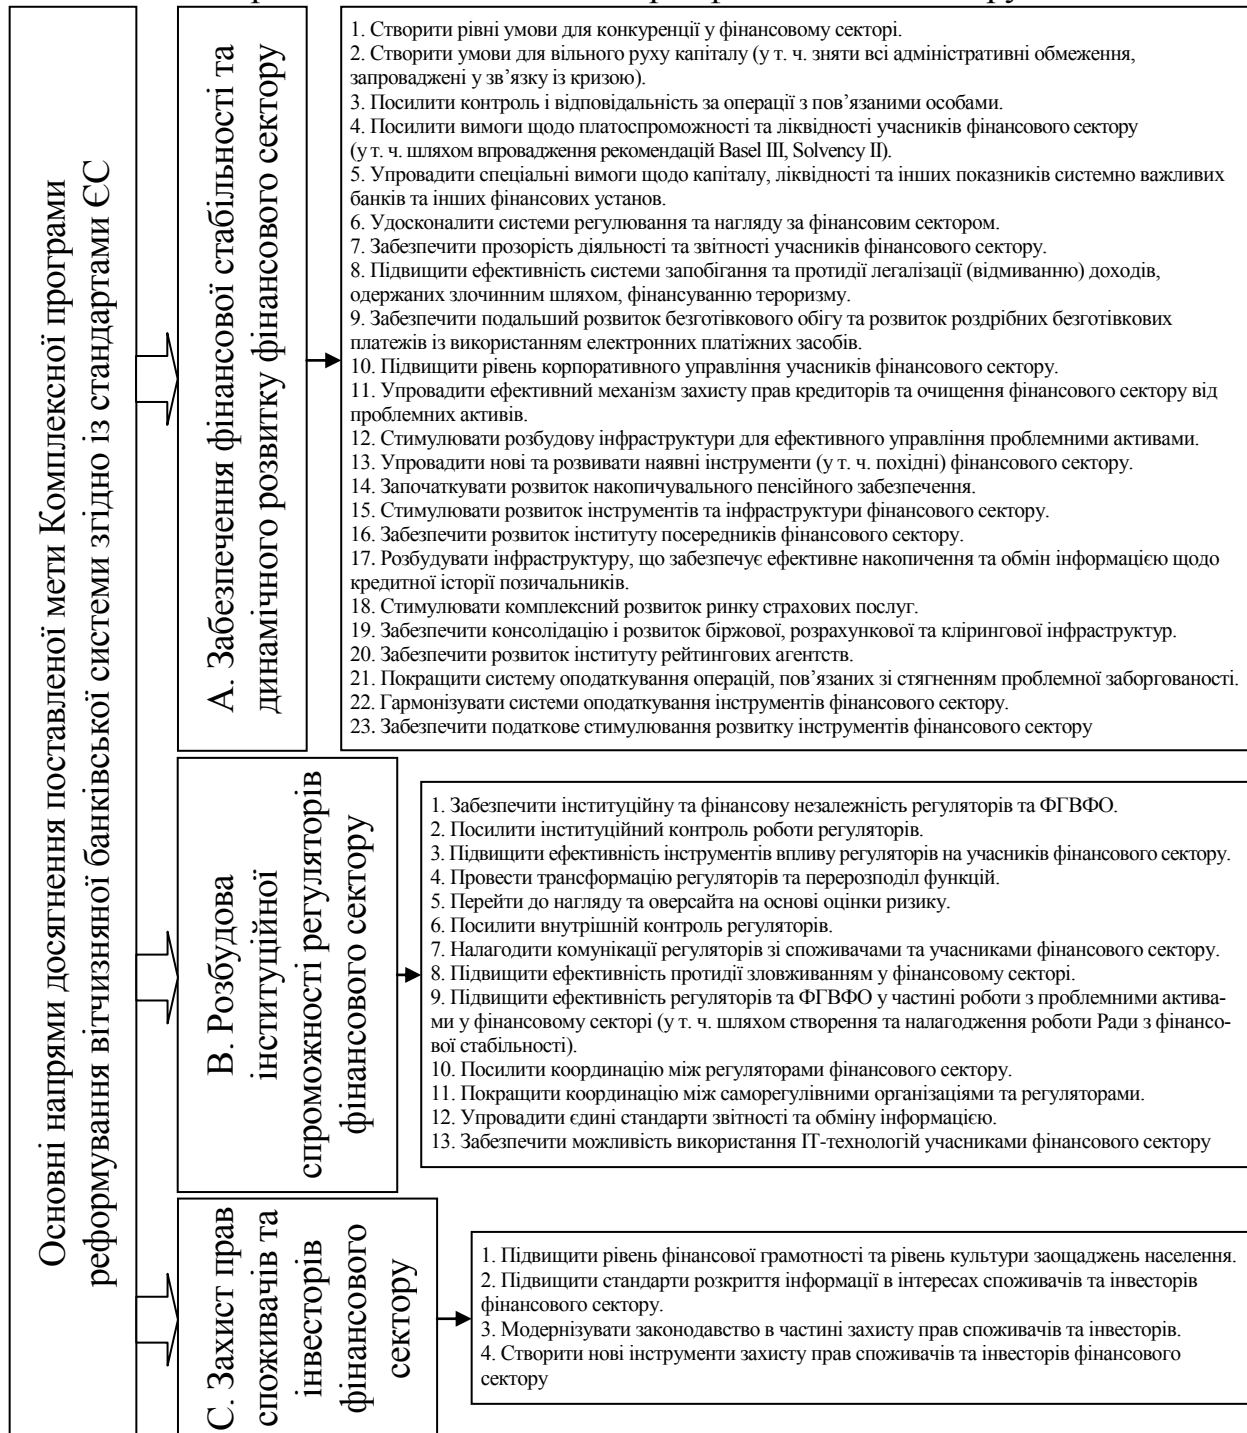 Основні напрями досягнення поставленої мети Комплексної програми
реформування вітчизняної банківської системи згідно із стандартами ЄС
А. Забезпечення фінансової стабільності та
динамічного розвитку фінансового сектору
1. Створити рівні умови для конкуренції у фінансовому секторі.
2. Створити умови для вільного руху капіталу (у т. ч. зняти всі адміністративні обмеження,
запроваджені у зв’язку із кризою).
3. Посилити контроль і відповідальність за операції з пов’язаними особами.
4. Посилити вимоги щодо платоспроможності та ліквідності учасників фінансового сектору
(у т. ч. шляхом впровадження рекомендацій Basel III, Solvency II).
5. Упровадити спеціальні вимоги щодо капіталу, ліквідності та інших показників системно важливих
банків та інших фінансових установ.
6. Удосконалити системи регулювання та нагляду за фінансовим сектором.
7. Забезпечити прозорість діяльності та звітності учасників фінансового сектору.
8. Підвищити ефективність системи запобігання та протидії легалізації (відмиванню) доходів,
одержаних злочинним шляхом, фінансуванню тероризму.
9. Забезпечити подальший розвиток безготівкового обігу та розвиток роздрібних безготівкових
платежів із використанням електронних платіжних засобів.
10. Підвищити рівень корпоративного управління учасників фінансового сектору.
11. Упровадити ефективний механізм захисту прав кредиторів та очищення фінансового сектору від
проблемних активів.
12. Стимулювати розбудову інфраструктури для ефективного управління проблемними активами.
13. Упровадити нові та розвивати наявні інструменти (у т. ч. похідні) фінансового сектору.
14. Започаткувати розвиток накопичувального пенсійного забезпечення.
15. Стимулювати розвиток інструментів та інфраструктури фінансового сектору.
16. Забезпечити розвиток інституту посередників фінансового сектору.
17. Розбудувати інфраструктуру, що забезпечує ефективне накопичення та обмін інформацією щодо
кредитної історії позичальників.
18. Стимулювати комплексний розвиток ринку страхових послуг.
19. Забезпечити консолідацію і розвиток біржової, розрахункової та клірингової інфраструктур.
20. Забезпечити розвиток інституту рейтингових агентств.
21. Покращити систему оподаткування операцій, пов’язаних зі стягненням проблемної заборгованості.
22. Гармонізувати системи оподаткування інструментів фінансового сектору.
23. Забезпечити податкове стимулювання розвитку інструментів фінансового сектору
В. Розбудова
інституційної
спроможності регуляторів
фінансового сектору
1. Забезпечити інституційну та фінансову незалежність регуляторів та ФГВФО.
2. Посилити інституційний контроль роботи регуляторів.
3. Підвищити ефективність інструментів впливу регуляторів на учасників фінансового сектору.
4. Провести трансформацію регуляторів та перерозподіл функцій.
5. Перейти до нагляду та оверсайта на основі оцінки ризику.
6. Посилити внутрішній контроль регуляторів.
7. Налагодити комунікації регуляторів зі споживачами та учасниками фінансового сектору.
8. Підвищити ефективність протидії зловживанням у фінансовому секторі.
9. Підвищити ефективність регуляторів та ФГВФО у частині роботи з проблемними актива-
ми у фінансовому секторі (у т. ч. шляхом створення та налагодження роботи Ради з фінансо-
вої стабільності).
10. Посилити координацію між регуляторами фінансового сектору.
11. Покращити координацію між саморегулівними організаціями та регуляторами.
12. Упровадити єдині стандарти звітності та обміну інформацією.
13. Забезпечити можливість використання ІТ-технологій учасниками фінансового сектору
С. Захист прав
споживачів та
інвесторів
фінансового
сектору
1. Підвищити рівень фінансової грамотності та рівень культури заощаджень населення.
2. Підвищити стандарти розкриття інформації в інтересах споживачів та інвесторів
фінансового сектору.
3. Модернізувати законодавство в частині захисту прав споживачів та інвесторів.
4. Створити нові інструменти захисту прав споживачів та інвесторів фінансового
сектору